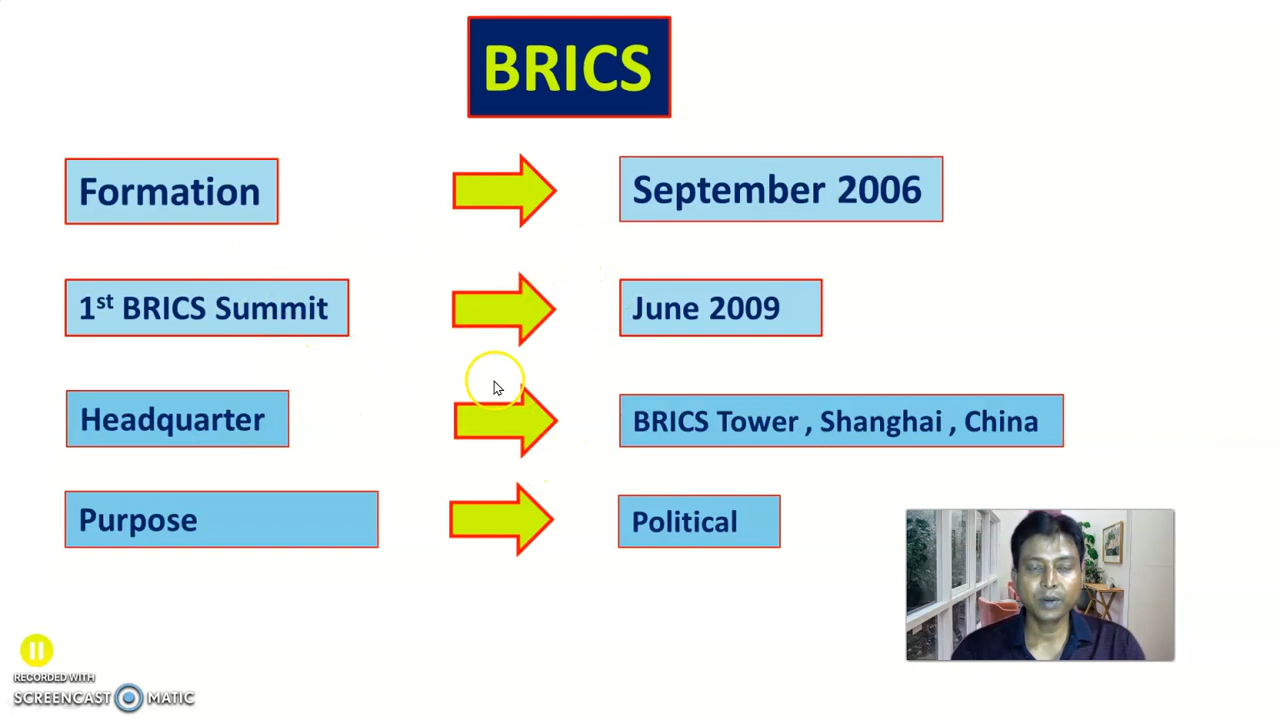 BRICS
Formation
September 2006
1st BRICS Summit
June 2009
Headquarter
BRICS Tower , Shanghai , China
Purpose
Political
RECORDED WITH
SCREENCAST MATIC